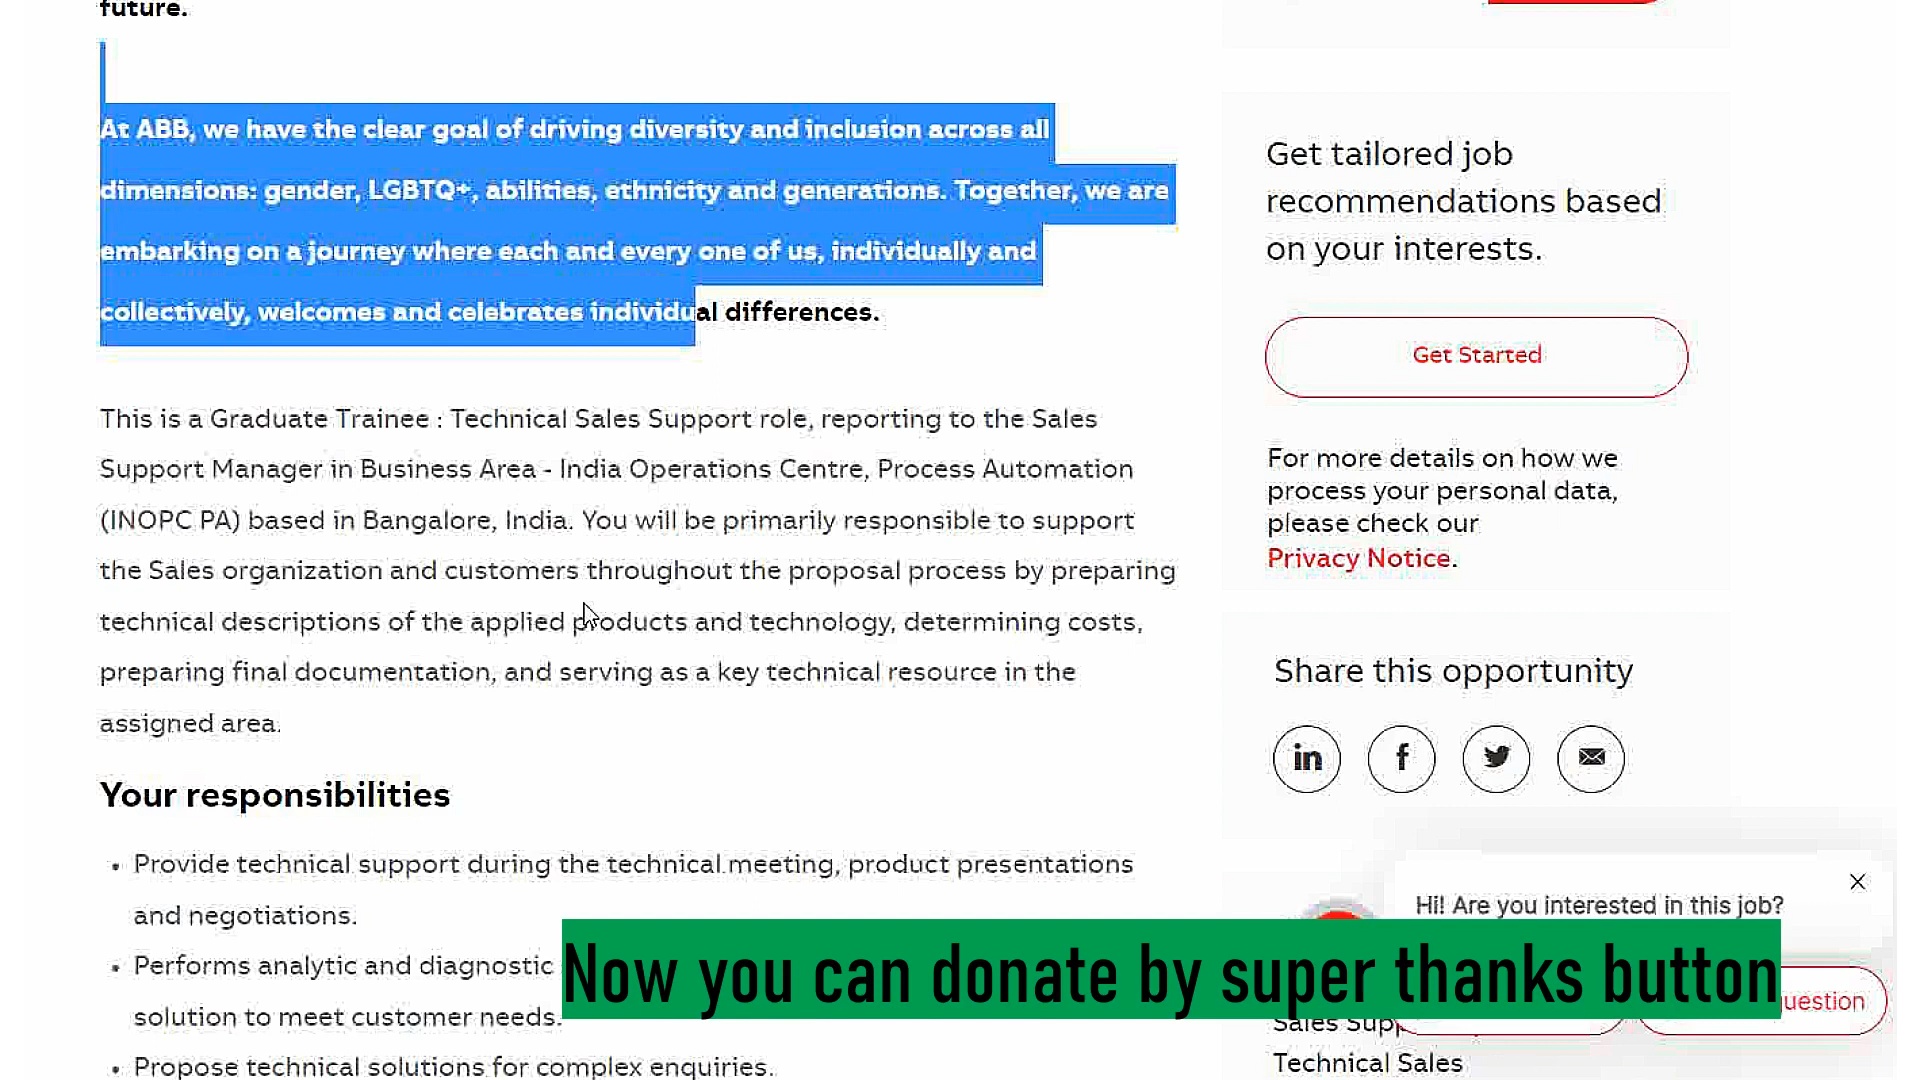 future.
At ABB, we have the clear goal of driving diversity and inclusion across all
dimensions: gender, LGBTQ+, abilities, ethnicity and generations. Together, we are
embarking on a journey where each and every one of us, individually and
collectively, welcomes and celebrates individual differences.
This is a Graduate Trainee : Technical Sales Support role, reporting to the Sales
Support Manager in Business Area - India Operations Centre, Process Automation
(INOPC PA) based in Bangalore, India. You will be primarily responsible to support
the Sales organization and customers throughout the proposal process by preparing
technical descriptions of the applied products and technology, determining costs,
preparing final documentation, and serving as a key technical resource in the
assigned area.
Your responsibilities
• Provide technical support during the technical meeting, product presentations
and negotiations.
• Performs analytic and diagnostic
solution to meet customer needs.
• Propose technical solutions for complex enquiries.
Get tailored job
recommendations based
on your interests.
Get Started
For more details on how we
process your personal data,
please check our
Privacy Notice.
Share this opportunity
in f
Hi! Are you interested in this job?
Now you can donate by super thanks button
uestion
Sales Supp
Technical Sales